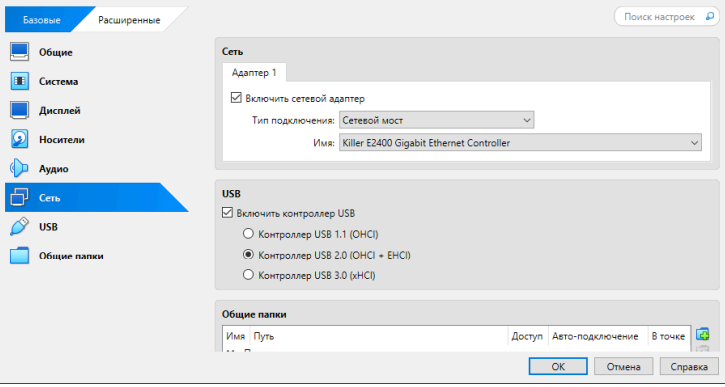 Базовые Расширенные Поиск настроек
Общие
Система
Дисплей
Носители
Аудио
Сеть
USB
Общие папки
Сеть
Адаптер 1
Включить сетевой адаптер
Тип подключения: Сетевой мост
Имя: Killer E2400 Gigabit Ethernet Controller
USB
Включить контроллер USB
Контроллер USB 1.1 (OHCI)
Контроллер USB 2.0 (OHCI + EHCI)
Контроллер USB 3.0 (xHCI)
Общие папки
Имя Путь Доступ Авто-подключение В точке
OK Отмена Справка